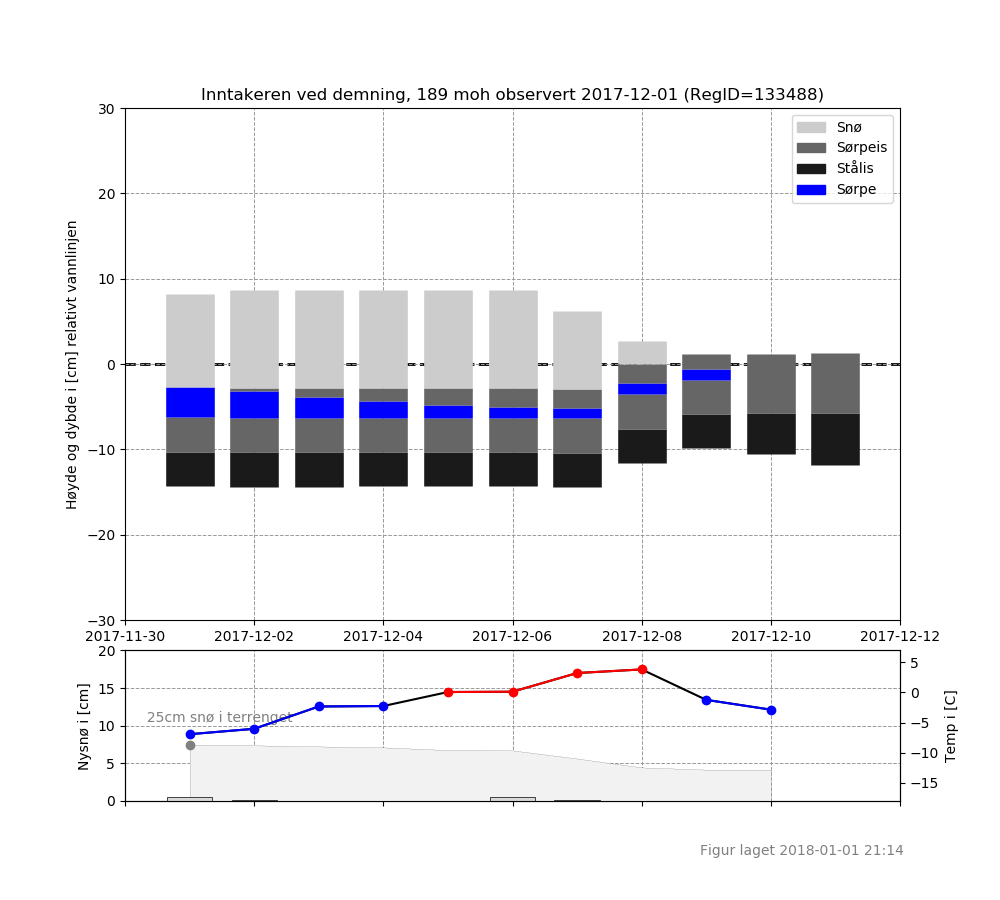 Inntakeren ved demning, 189 moh observert 2017-12-01 (RegID=133488)
Snø
Sørpeis
Stålis
Sørpe
Høyde og dybde i [cm] relativt vannlinjen
30
20
10
0
−10
−20
−30
2017-11-30 2017-12-02 2017-12-04 2017-12-06 2017-12-08 2017-12-10 2017-12-12
Nysnø i [cm]
20
15
10
5
0
25cm snø i terrenget
5
0
−5
−10
−15
Temp i [C]
Figur laget 2018-01-01 21:14